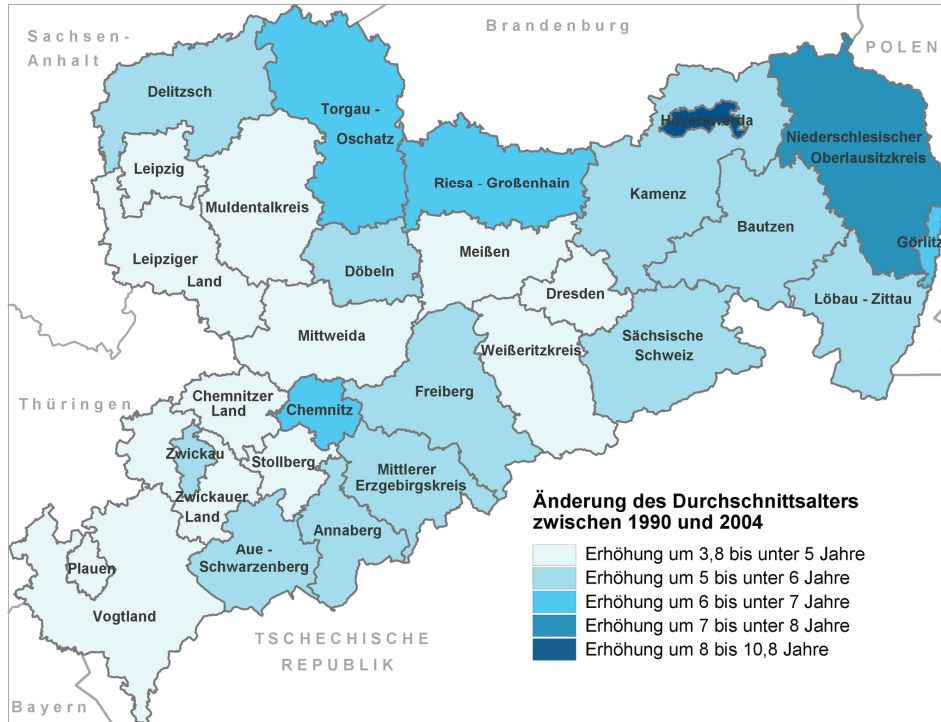 Brandenburg
Sachsen-
Anhalt
POLEN
Delitzsch
Torgau -
Oschatz
Hoyerswerda
Niederschlesischer
Oberlausitzkreis
Leipzig
Riesa - Großenhain
Kamenz
Muldentalkreis
Bautzen
Görlitz
Meißen
Leipziger
Land
Döbeln
Dresden
Löbau - Zittau
Mittweida
Weißeritzkreis
Sächsische
Schweiz
Thüringen
Chemnitzer
Land
Chemnitz
Freiberg
Zwickau
Stollberg
Mittlerer
Erzgebirgskreis
Zwickauer
Land
Annaberg
Aue -
Schwarzenberg
Plauen
Vogtland
TSCHECHISCHE
REPUBLIK
Bayern
Änderung des Durchschnittsalters
zwischen 1990 und 2004
Erhöhung um 3,8 bis unter 5 Jahre
Erhöhung um 5 bis unter 6 Jahre
Erhöhung um 6 bis unter 7 Jahre
Erhöhung um 7 bis unter 8 Jahre
Erhöhung um 8 bis 10,8 Jahre